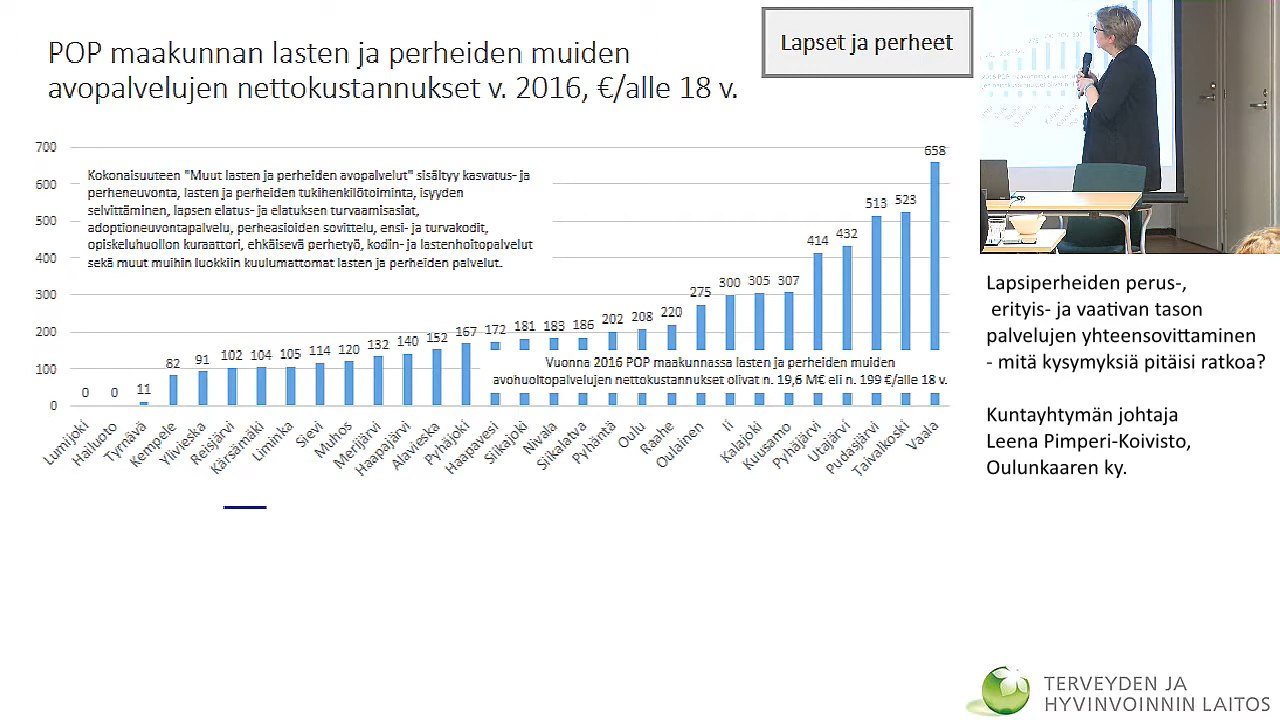 POP maakunnan lasten ja perheiden muiden
avopalvelujen nettokustannukset v. 2016, €/alle 18 v.
Lapset ja perheet
700
600
500
400
300
200
100
0
Kokonaisuuteen "Muut lasten ja perheiden avopalvelut" sisältyy kasvatus- ja
perheneuvonta, lasten ja perheiden tukihenkilötoiminta, isyyden
selvittäminen, lapsen elatus- ja elatuksen turvaamisasiat,
adoptioneuvontapalvelu, perheasioiden sovittelu, ensi- ja turvakodit,
opiskeluhuollon kuraattori, ehkäisevä perhetyö, kodin- ja lastenhoitopalvelut
sekä muut muihin luokkiin kuulumattomat lasten ja perheiden palvelut.
0 0 11 82 91 102 104 105 114 120 132 140 152 167 172 181 183 186 202 208 220 275 300 305 307 414 432 513 523 658
Vuonna 2016 POP maakunnassa lasten ja perheiden muiden
avohuoltopalvelujen nettokustannukset olivat n. 19,6 M€ eli n. 199 €/alle 18 v.
Lumijoki Hailuoto Tyrnävä Kempele Ylivieska Reisjärvi Kärsämäki Liminka Sievi Muhos Merijärvi Haapajärvi Alavieska Pyhäjoki Haapavesi Siikajoki Nivala Siikalatva Pyhäntä Oulu Raahe Oulainen Ii Kalajoki Kuusamo Pyhäjärvi Utajärvi Pudasjärvi Taivalkoski Vaala
Lapsiperheiden perus-,
erityis- ja vaativan tason
palvelujen yhteensovittaminen
- mitä kysymyksiä pitäisi ratkoa?
Kuntayhtymän johtaja
Leena Pimperi-Koivisto,
Oulunkaaren ky.
TERVEYDEN JA
HYVINVOINNIN LAITOS